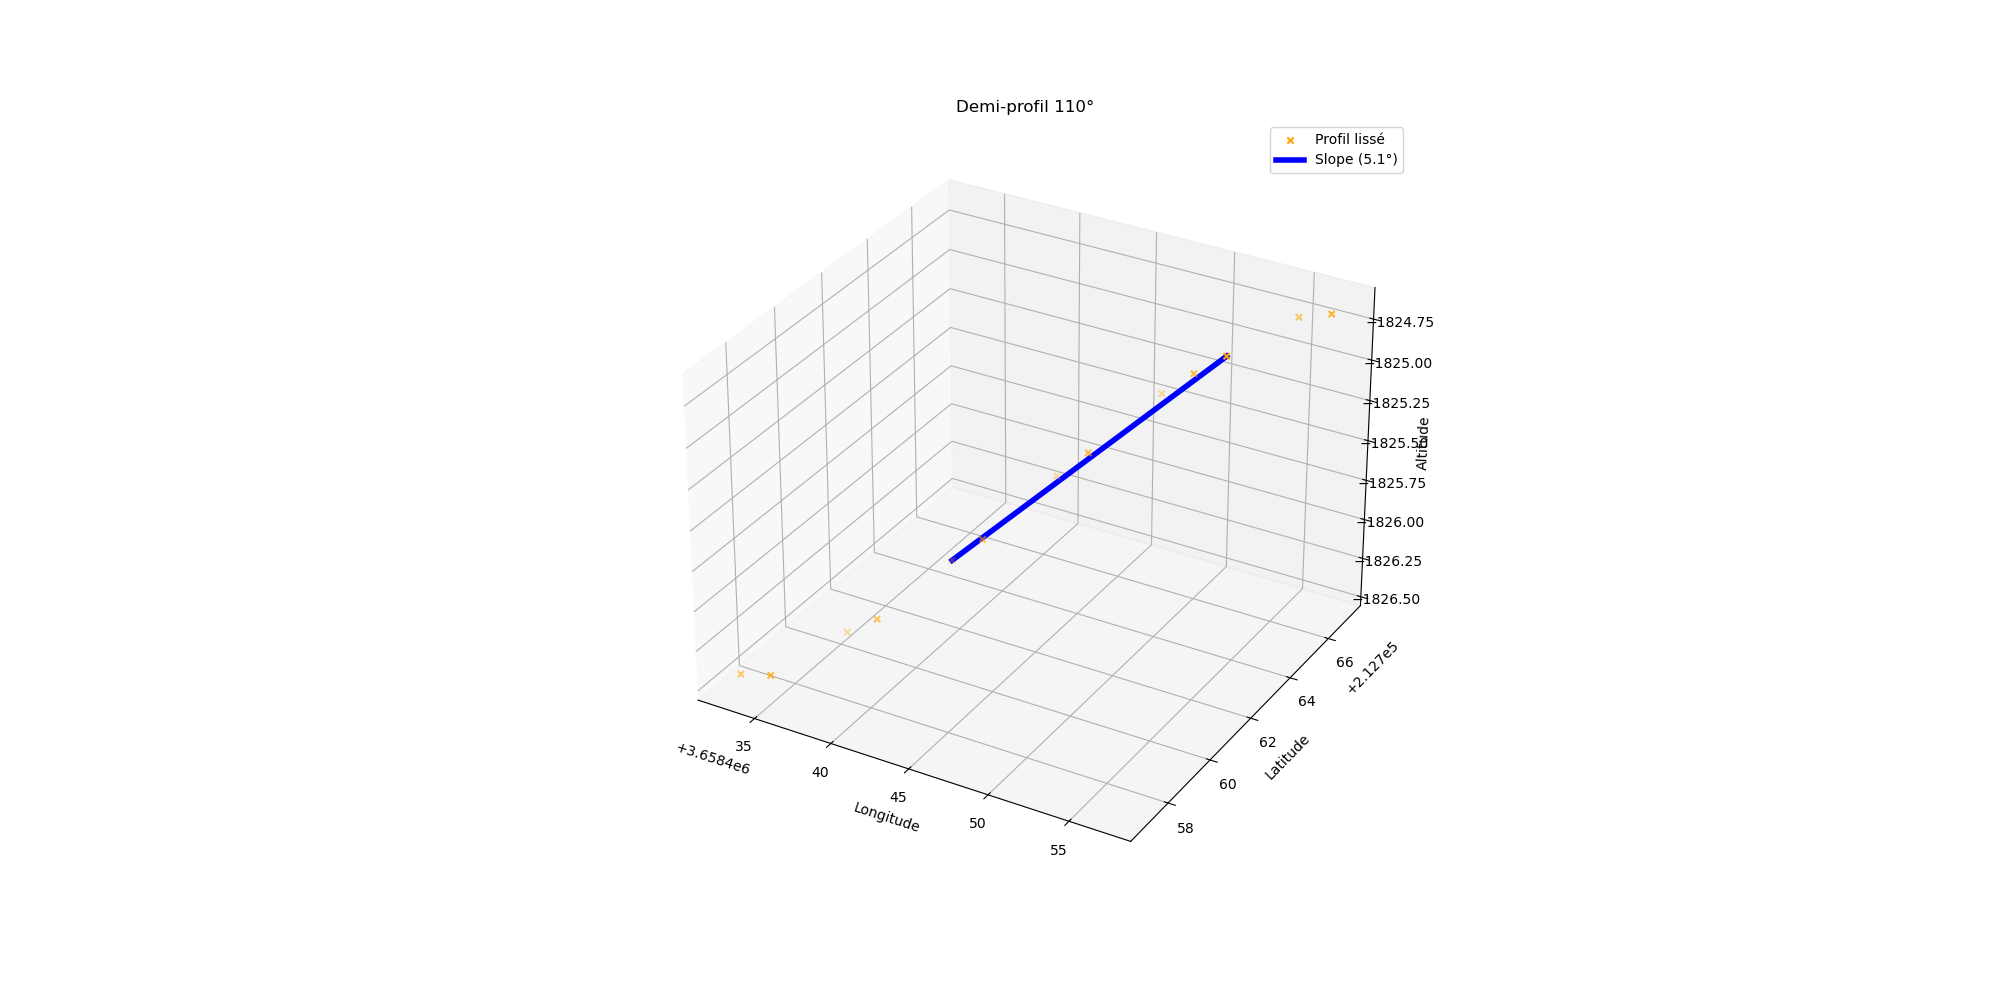 Demi-profil 110°
Profil lissé
Slope (5.1°)
−1824.75
−1825.00
−1825.25
−1825.50
−1825.75
−1826.00
−1826.25
−1826.50
Altitude
66
64
62
60
58
+2.127e5
Latitude
35
40
45
50
55
+3.6584e6
Longitude